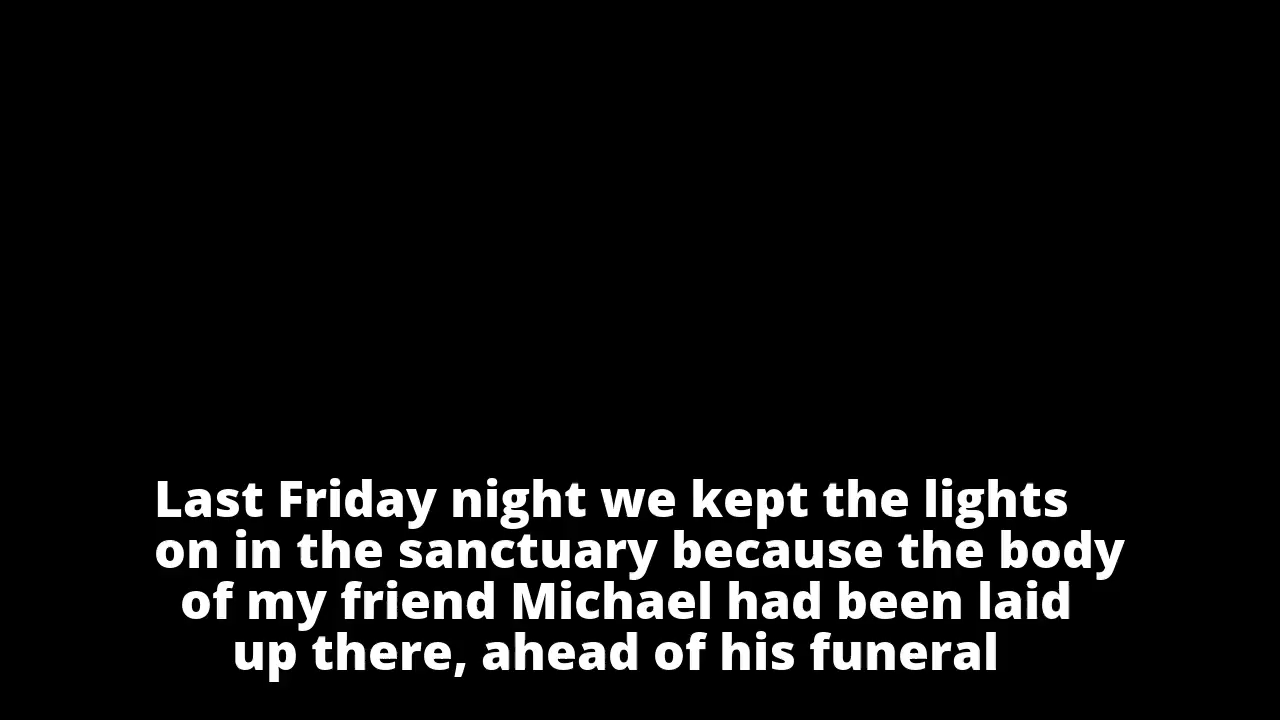 Last Friday night we kept the lights
on in the sanctuary because the body
of my friend Michael had been laid
up there, ahead of his funeral